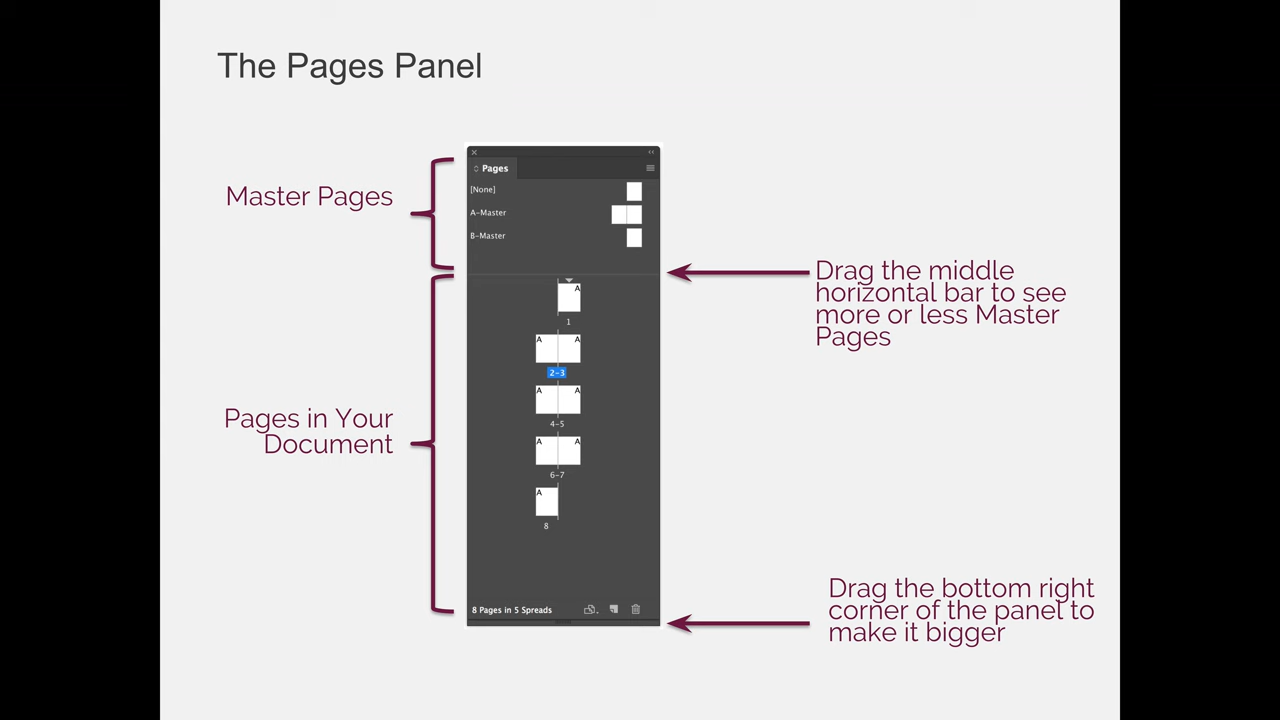 The Pages Panel
Master Pages
Pages in Your
Document
Pages
[None]
A-Master
B-Master
A
1
A A
2-3
A A
4-5
A A
6-7
A
8
8 Pages in 5 Spreads
Drag the middle
horizontal bar to see
more or less Master
Pages
Drag the bottom right
corner of the panel to
make it bigger